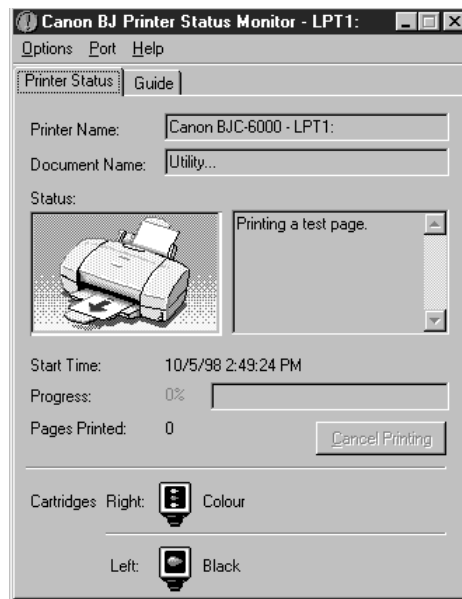 Canon BJ Printer Status Monitor - LPT1:
Options Port Help
Printer Status Guide
Printer Name: Canon BJC-6000 - LPT1:
Document Name: Utility...
Status:
Printing a test page.
Start Time: 10/5/98 2:49:24 PM
Progress: 0%
Pages Printed: 0 Cancel Printing
Cartridges Right: Colour
Left: Black